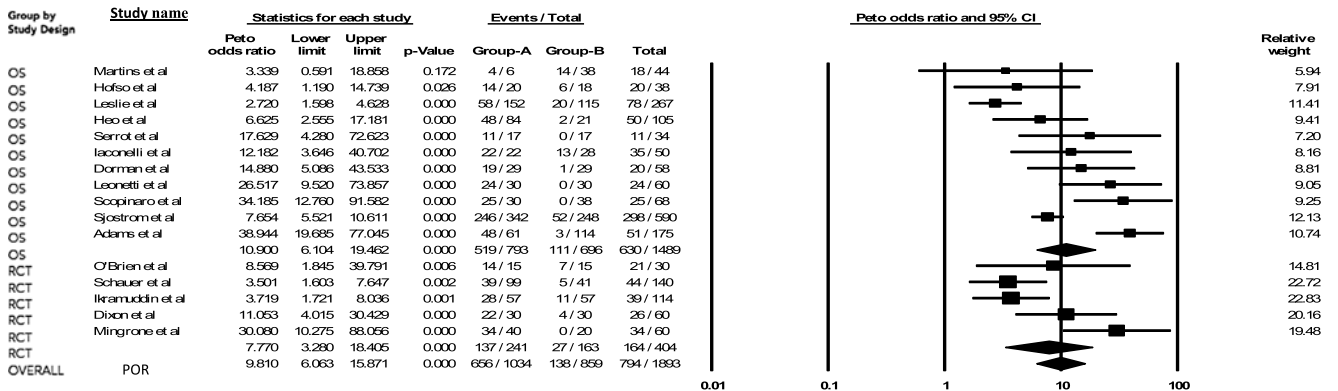 Group by Study Design Study name Statistics for each study Events / Total Peto odds ratio and 95% CI
Peto odds ratio Lower limit Upper limit p-Value Group-A Group-B Total Relative weight
OS Martins et al 3.339 0.591 18.858 0.172 4 / 6 14 / 38 18 / 44 5.94
OS Hofso et al 4.187 1.190 14.739 0.026 14 / 20 6 / 18 20 / 38 7.91
OS Leslie et al 2.720 1.598 4.628 0.000 58 / 152 20 / 115 78 / 267 11.41
OS Heo et al 6.625 2.555 17.181 0.000 48 / 84 2 / 21 50 / 105 9.41
OS Serrot et al 17.629 4.280 72.623 0.000 11 / 17 0 / 17 11 / 34 7.20
OS Iaconelli et al 12.182 3.646 40.702 0.000 22 / 22 13 / 28 35 / 50 8.16
OS Dorman et al 14.880 5.086 43.533 0.000 19 / 29 1 / 29 20 / 58 8.81
OS Leonetti et al 26.517 9.520 73.857 0.000 24 / 30 0 / 30 24 / 60 9.05
OS Scopinaro et al 34.185 12.760 91.582 0.000 25 / 30 0 / 38 25 / 68 9.25
OS Sjostrom et al 7.654 5.521 10.611 0.000 246 / 342 52 / 248 298 / 590 12.13
OS Adams et al 38.944 19.685 77.045 0.000 48 / 61 3 / 114 51 / 175 10.74
OS 10.900 6.104 19.462 0.000 519 / 793 111 / 696 630 / 1489
RCT O'Brien et al 8.569 1.845 39.791 0.006 14 / 15 7 / 15 21 / 30 14.81
RCT Schauer et al 3.501 1.603 7.647 0.002 39 / 99 5 / 41 44 / 140 22.72
RCT Ikramuddin et al 3.719 1.721 8.036 0.001 28 / 57 11 / 57 39 / 114 22.83
RCT Dixon et al 11.053 4.015 30.429 0.000 22 / 30 4 / 30 26 / 60 20.16
RCT Mingrone et al 30.080 10.275 88.056 0.000 34 / 40 0 / 20 34 / 60 19.48
RCT 7.770 3.280 18.405 0.000 137 / 241 27 / 163 164 / 404
OVERALL POR 9.810 6.063 15.871 0.000 656 / 1034 138 / 859 794 / 1893
0.01 0.1 1 10 100